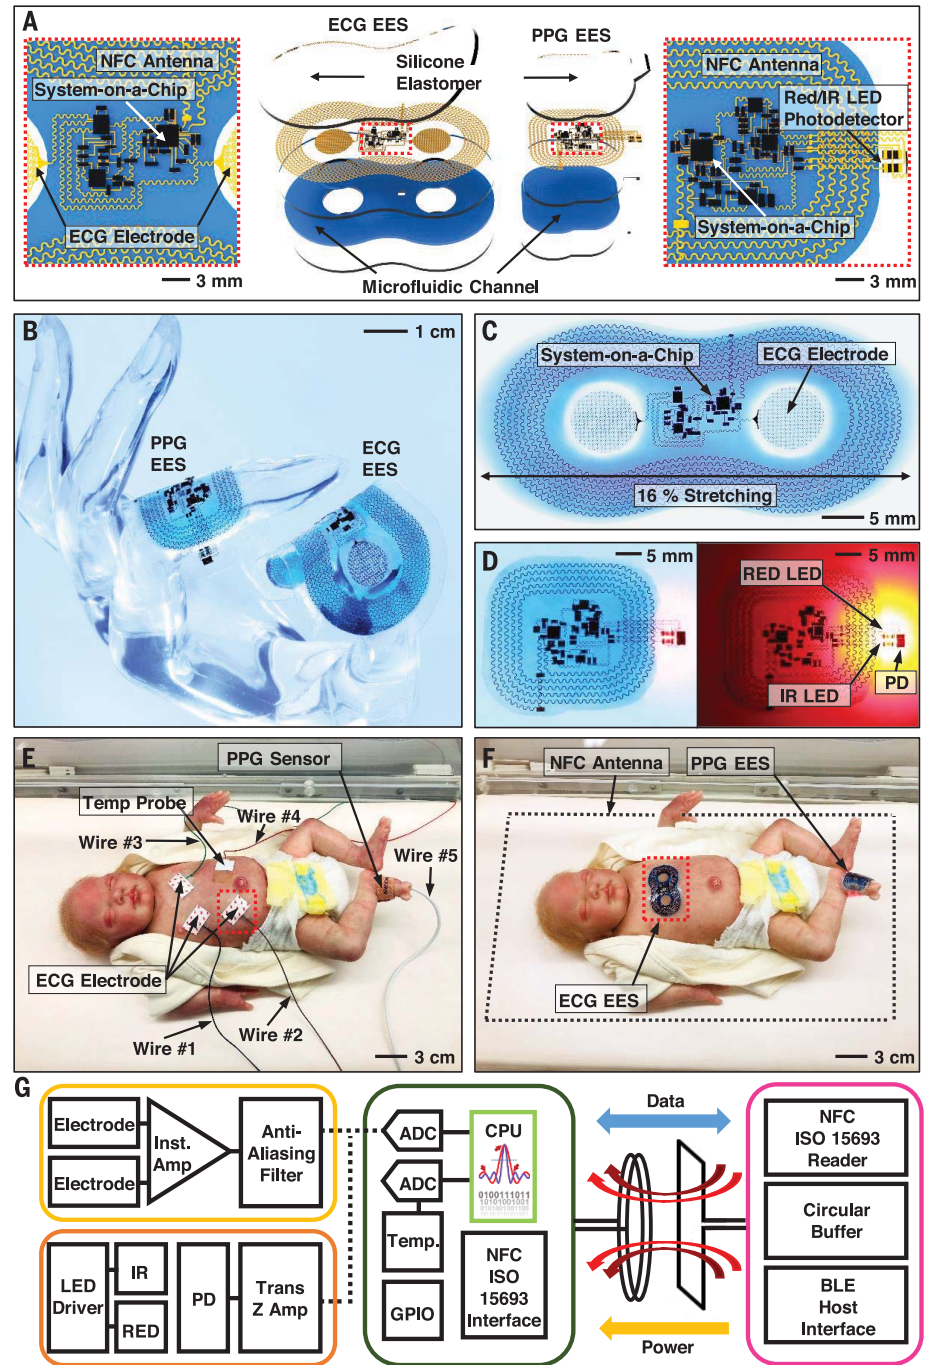 A
ECG EES
PPG EES
NFC Antenna
System-on-a-Chip
ECG Electrode
3 mm
Silicone
Elastomer
Microfluidic Channel
NFC Antenna
Red/IR LED
Photodetector
System-on-a-Chip
3 mm
B
1 cm
PPG
EES
ECG
EES
C
System-on-a-Chip
ECG Electrode
16 % Stretching
5 mm
D
5 mm
5 mm
RED LED
IR LED
PD
E
PPG Sensor
Temp Probe
Wire #4
Wire #3
Wire #5
ECG Electrode
Wire #1
Wire #2
3 cm
F
NFC Antenna
PPG EES
ECG EES
3 cm
G
Electrode
Electrode
Inst.
Amp
Anti-
Aliasing
Filter
LED
Driver
IR
RED
PD
Trans
Z Amp
ADC
ADC
Temp.
GPIO
CPU
0100111011
10101001001
010101001100
NFC
ISO
15693
Interface
Data
Power
NFC
ISO 15693
Reader
Circular
Buffer
BLE
Host
Interface